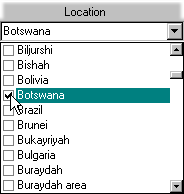 Location
Botswana
Biljurshi
Bishah
Bolivia
Botswana
Brazil
Brunei
Bukayriyah
Bulgaria
Buraydah
Buraydah area